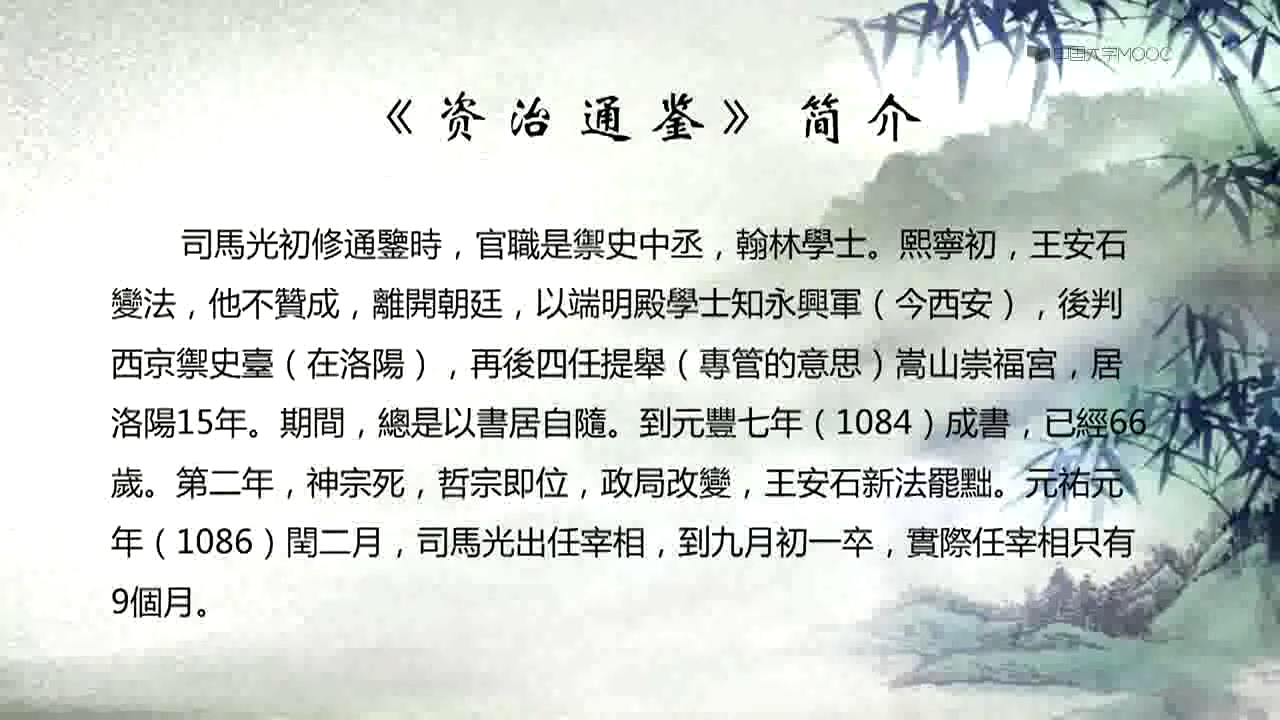 中国大学MOOC
《资治通鉴》简介
司馬光初修通鑒時，官職是禦史中丞，翰林學士。熙寧初，王安石
變法，他不贊成，離開朝廷，以端明殿學士知永興軍（今西安），後判
西京禦史臺（在洛陽），再後四任提舉（專管的意思）嵩山崇福宮，居
洛陽15年。期間，總是以書居自隨。到元豐七年（1084）成書，已經66
歲。第二年，神宗死，哲宗即位，政局改變，王安石新法罷黜。元祐元
年（1086）閏二月，司馬光出任宰相，到九月初一卒，實際任宰相只有
9個月。